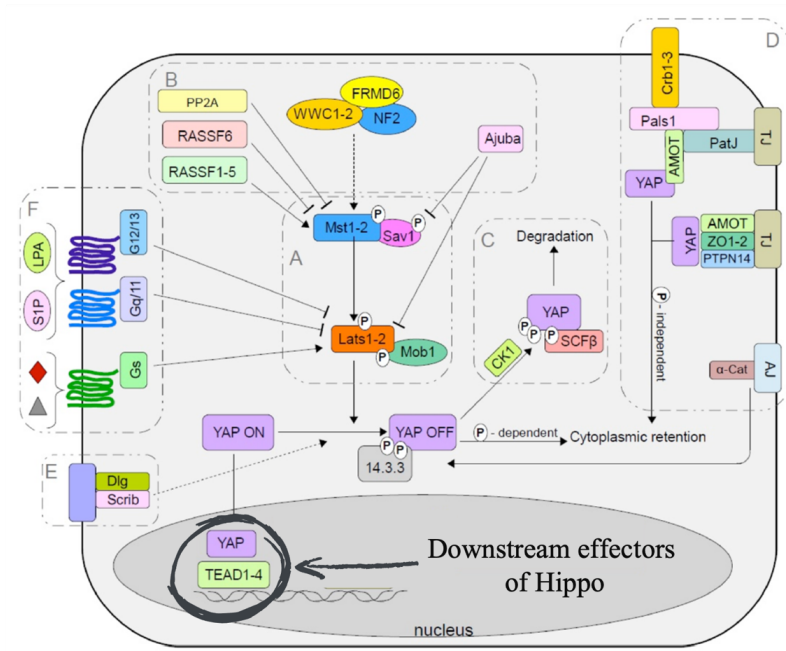 D
Crb1-3
B
PP2A
FRMD6
WWC1-2
NF2
RASSF6
Ajuba
RASSF1-5
Pals1
PatJ
TJ
AMOT
YAP
F
LPA
G12/13
S1P
Gq/11
Gs
A
Mst1-2
P
Sav1
P
P
Lats1-2
P
Mob1
C
Degradation
YAP
P
P
P
SCFβ
CK1
YAP
AMOT
ZO1-2
PTPN14
TJ
P - independent
α-Cat
AJ
YAP ON
YAP OFF
P - dependent
Cytoplasmic retention
P
P
14.3.3
E
Dlg
Scrib
YAP
TEAD1-4
Downstream effectors
of Hippo
nucleus